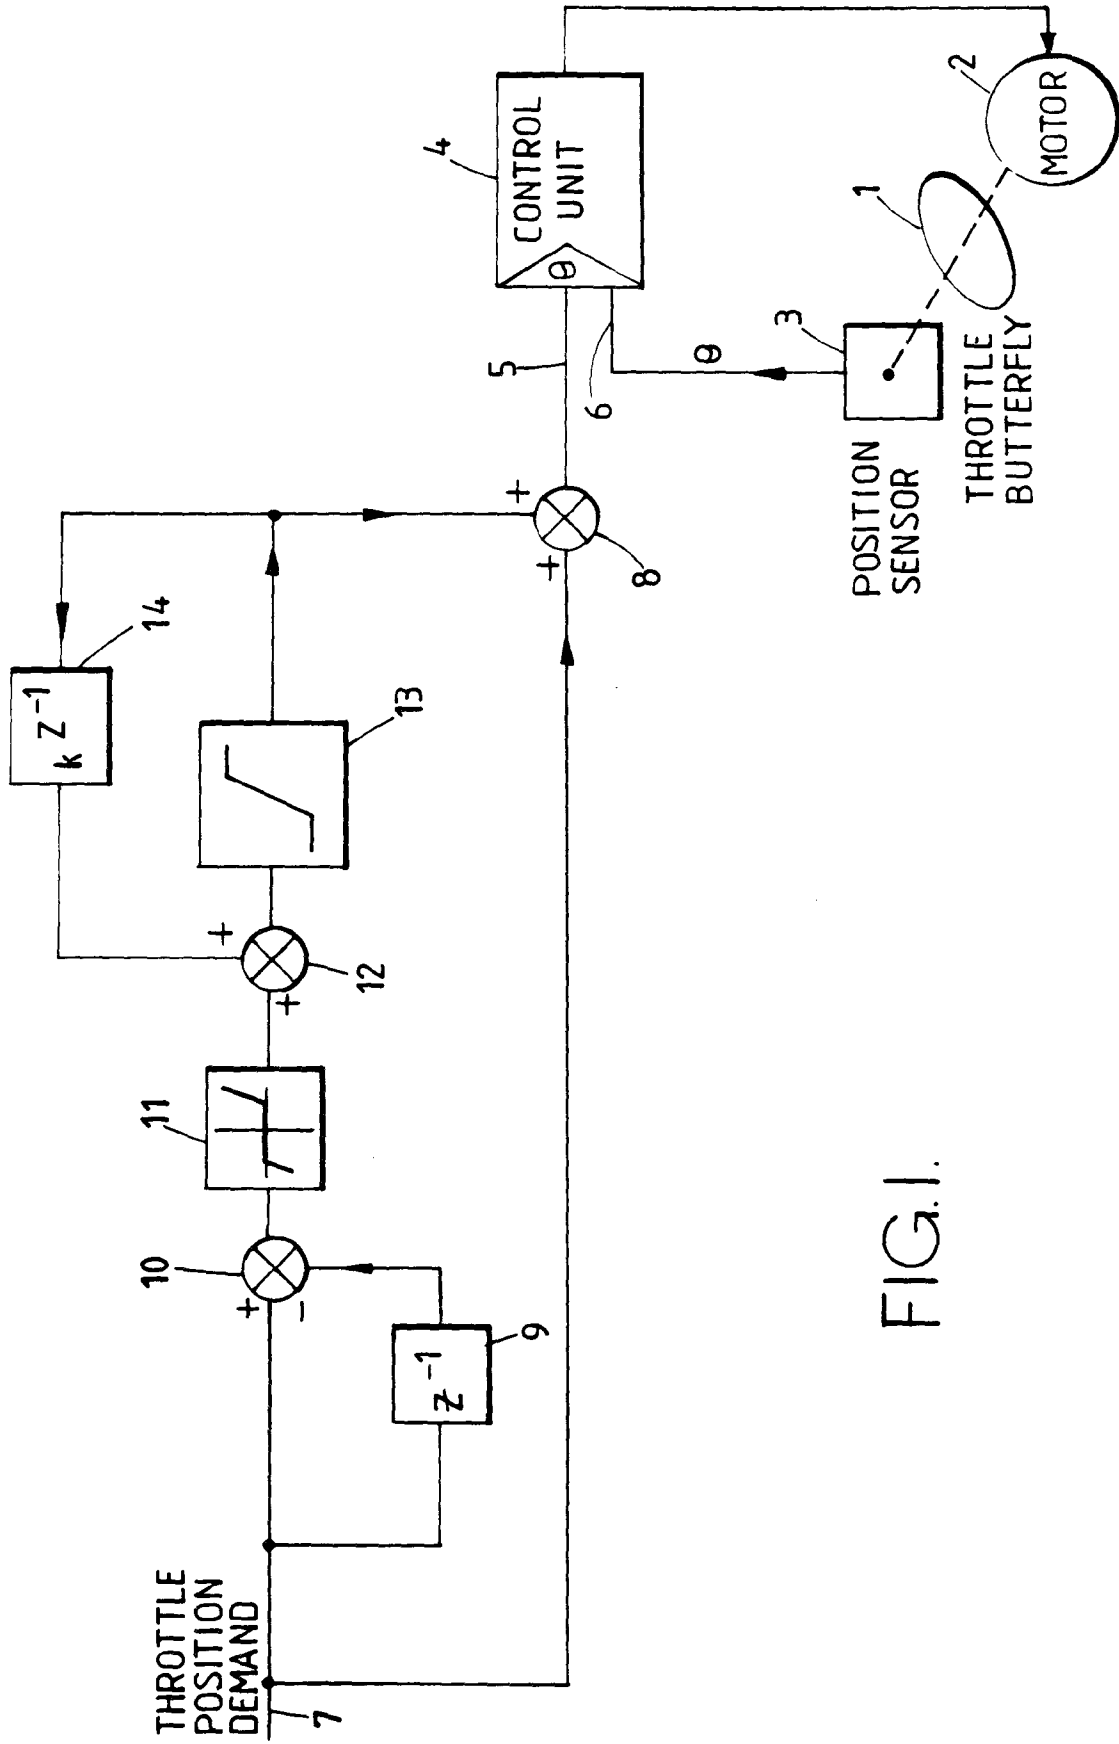 THROTTLE
POSITION
DEMAND
7
10
+
−
Z⁻¹
9
11
+
+
12
13
k Z⁻¹
14
+
+
8
5
6
θ
θ
4
CONTROL
UNIT
3
POSITION
SENSOR
1
THROTTLE
BUTTERFLY
2
MOTOR
FIG.1.